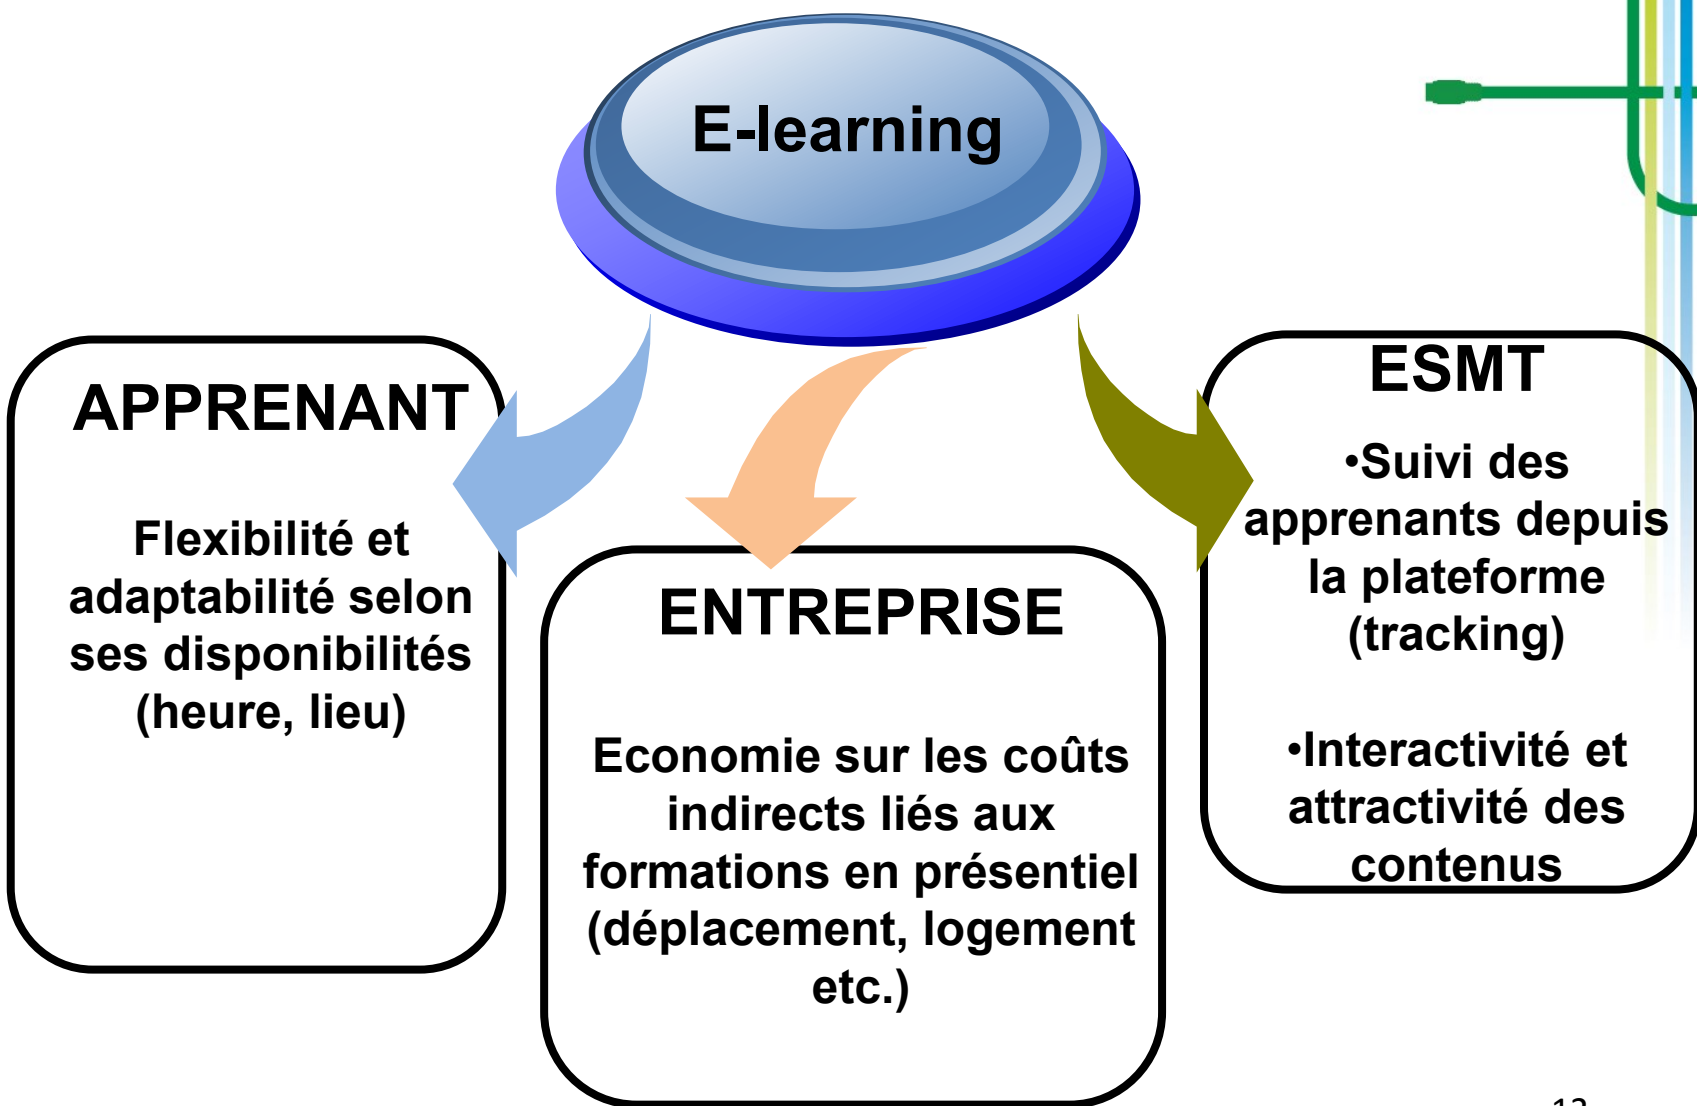 E-learning
APPRENANT
Flexibilité et
adaptabilité selon
ses disponibilités
(heure, lieu)
ENTREPRISE
Economie sur les coûts
indirects liés aux
formations en présentiel
(déplacement, logement
etc.)
ESMT
•Suivi des
apprenants depuis
la plateforme
(tracking)
•Interactivité et
attractivité des
contenus